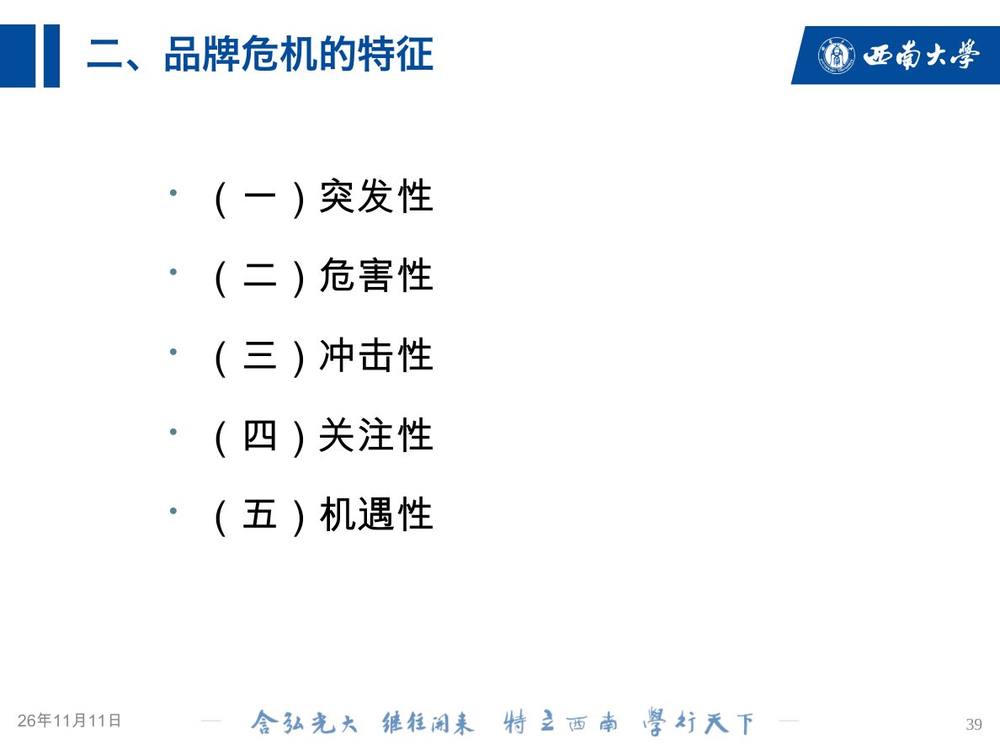 二、品牌危机的特征
西南大学
• （一）突发性
• （二）危害性
• （三）冲击性
• （四）关注性
• （五）机遇性
26年11月11日
含弘光大 继往开来 特立西南 學行天下
39